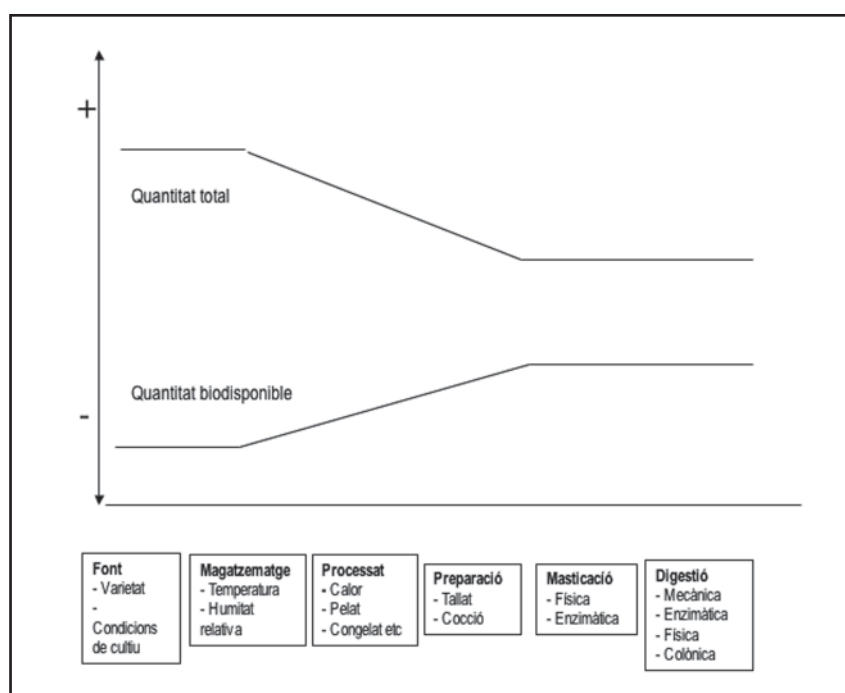 +
Quantitat total
Quantitat biodisponible
-
Font
- Varietat
-
Condicions
de cultiu
Magatzematge
- Temperatura
- Humitat
relativa
Processat
- Calor
- Pelat
- Congelat etc
Preparació
- Tallat
- Cocció
Masticació
- Física
- Enzimàtica
Digestió
- Mecànica
- Enzimàtica
- Física
- Colònica